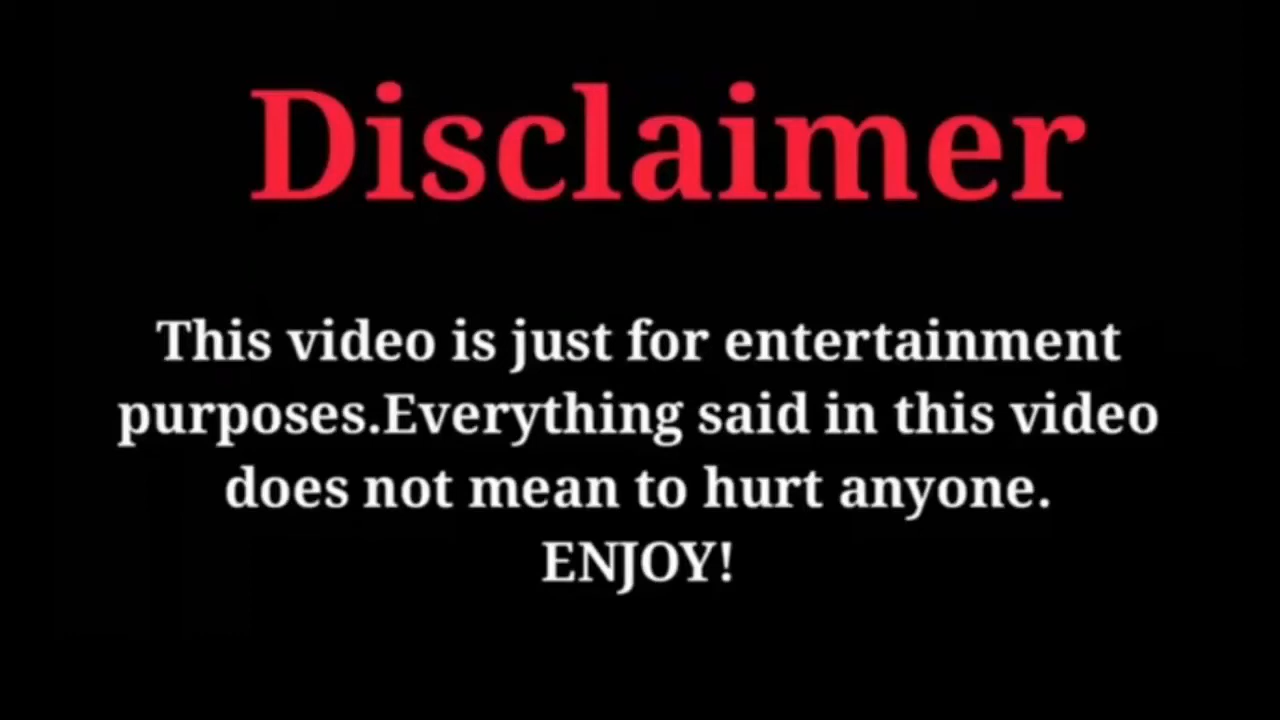 Disclaimer
This video is just for entertainment
purposes.Everything said in this video
does not mean to hurt anyone.
ENJOY!